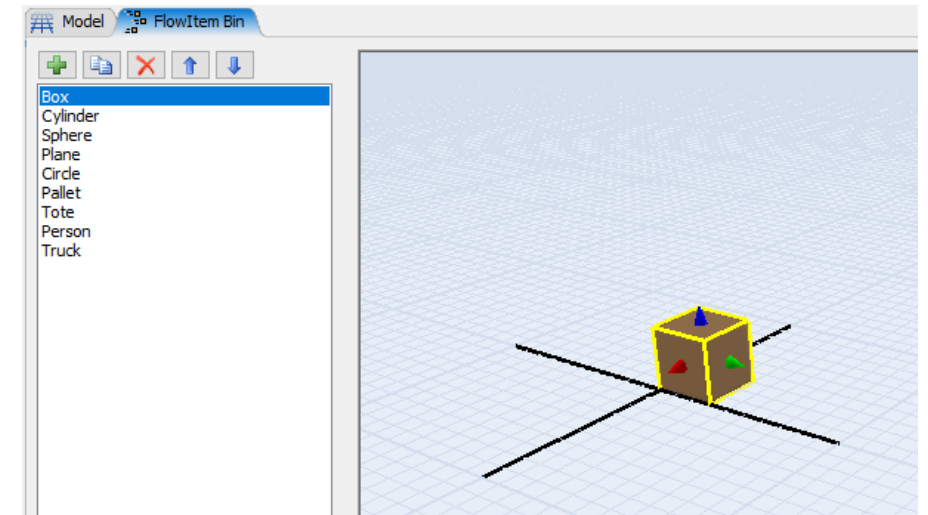 Model FlowItem Bin
Box
Cylinder
Sphere
Plane
Circle
Pallet
Tote
Person
Truck